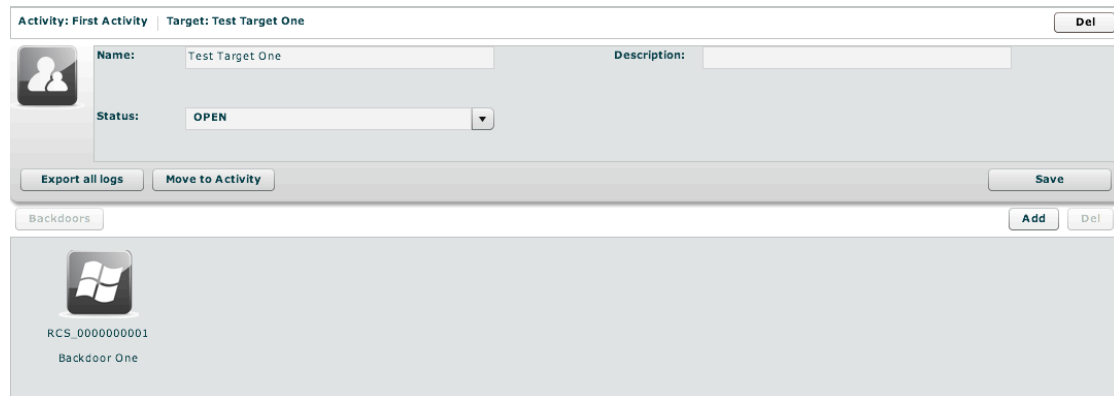 Activity: First Activity Target: Test Target One Del
Name: Test Target One Description:
Status: OPEN
Export all logs Move to Activity Save
Backdoors Add Del
RCS_0000000001
Backdoor One